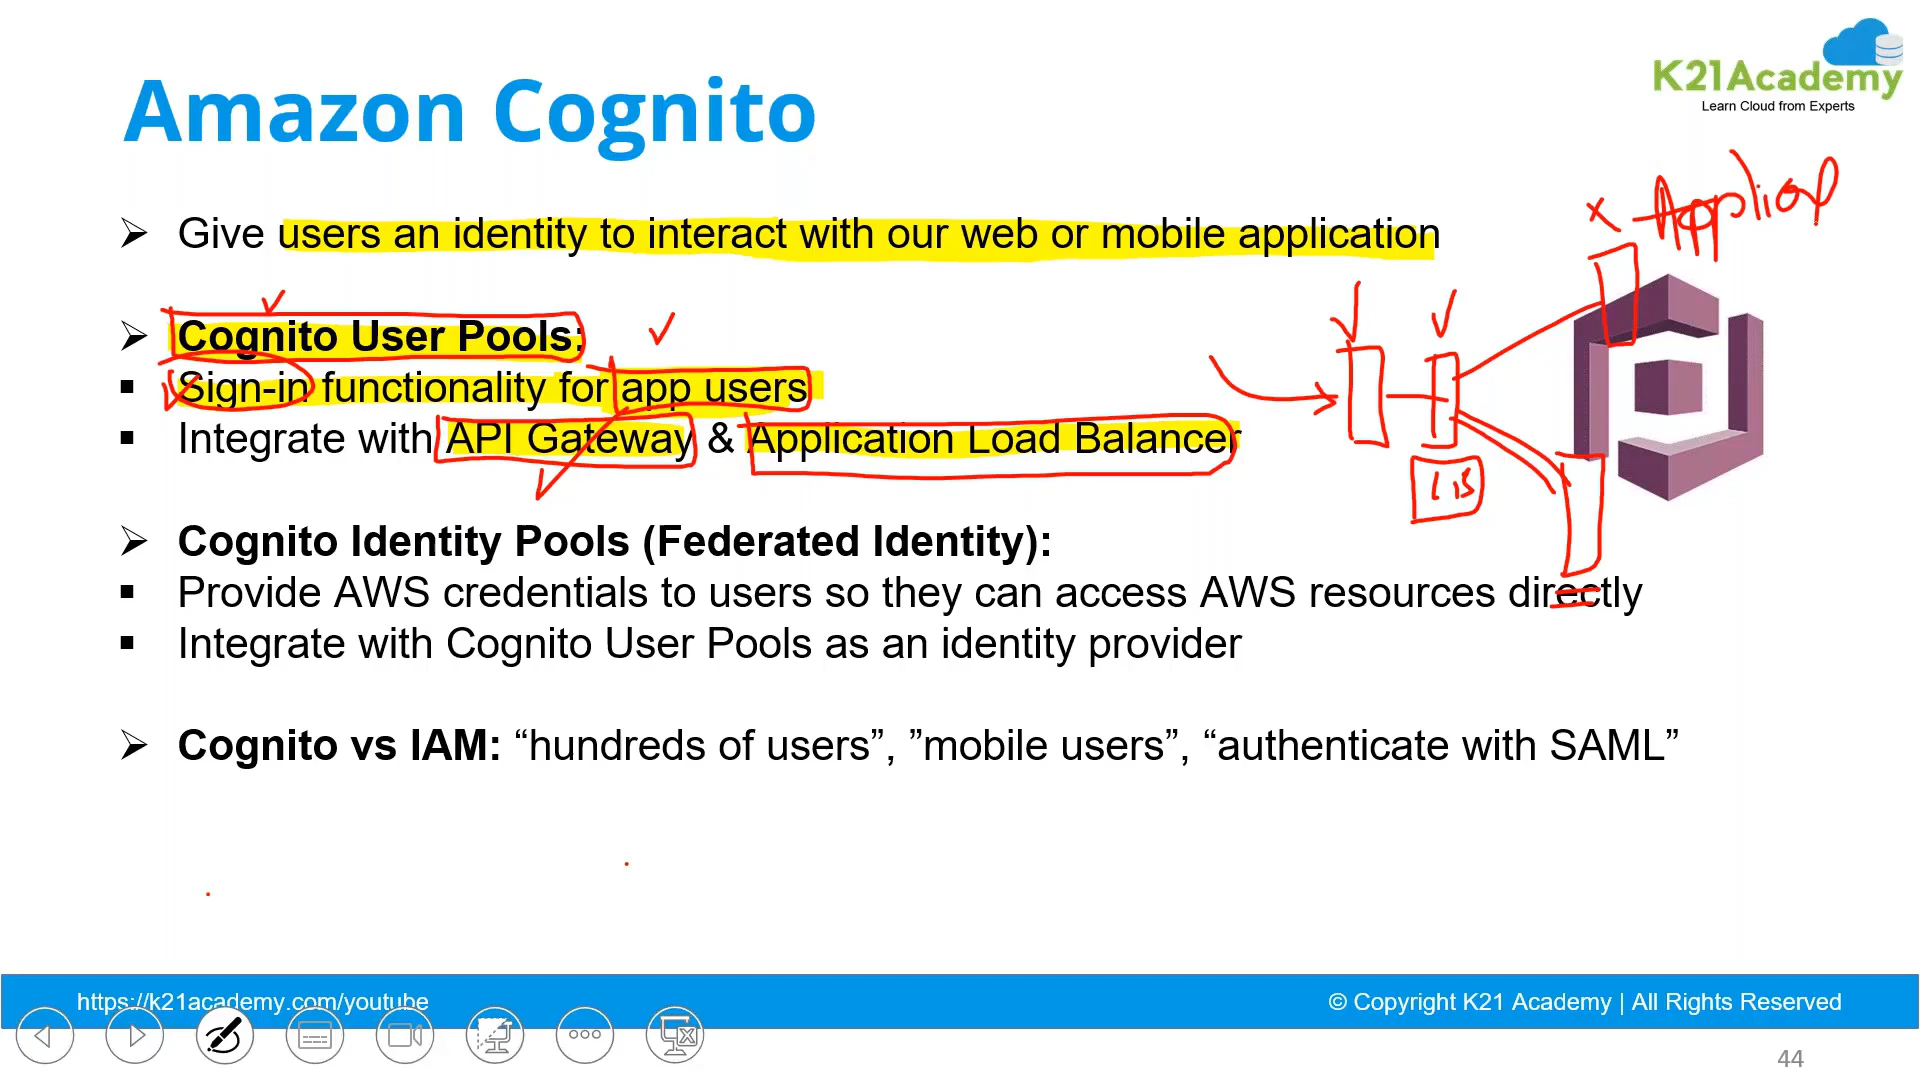 K21Academy
Learn Cloud from Experts
Amazon Cognito
➢ Give users an identity to interact with our web or mobile application
➢ Cognito User Pools:
▪ Sign-in functionality for app users
▪ Integrate with API Gateway & Application Load Balancer
➢ Cognito Identity Pools (Federated Identity):
▪ Provide AWS credentials to users so they can access AWS resources directly
▪ Integrate with Cognito User Pools as an identity provider
➢ Cognito vs IAM: “hundreds of users”, ”mobile users”, “authenticate with SAML”
https://k21academy.com/youtube
© Copyright K21 Academy | All Rights Reserved
44